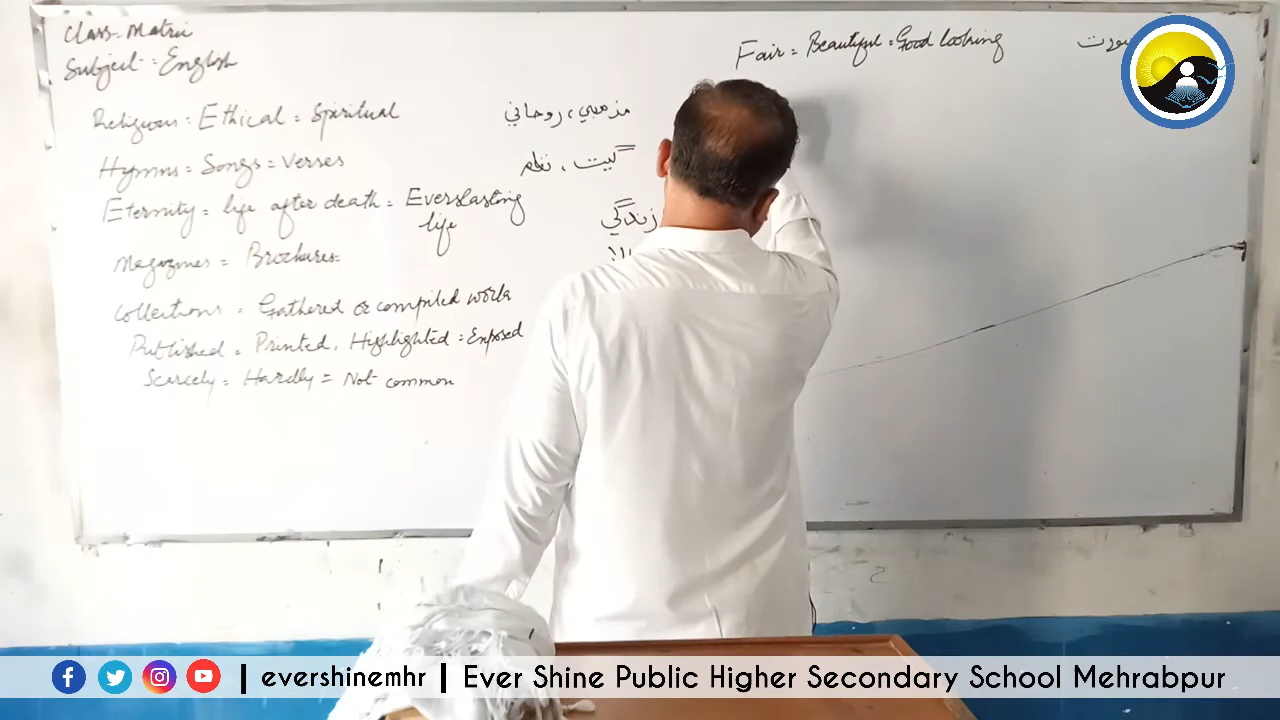 Class = Matric
Subject = English
Religious = Ethical = Spiritual مذهبي، روحاني
Hymns = Songs = Verses گيت، نظم
Eternity = life after death = Everlasting life زندگي
Magazines = Brochures
Collections = Gathered or compiled works
Published = Printed, Highlighted = Exposed
Scarcely = Hardly = Not common
Fair = Beautiful = Good looking
evershinemhr | Ever Shine Public Higher Secondary School Mehrabpur